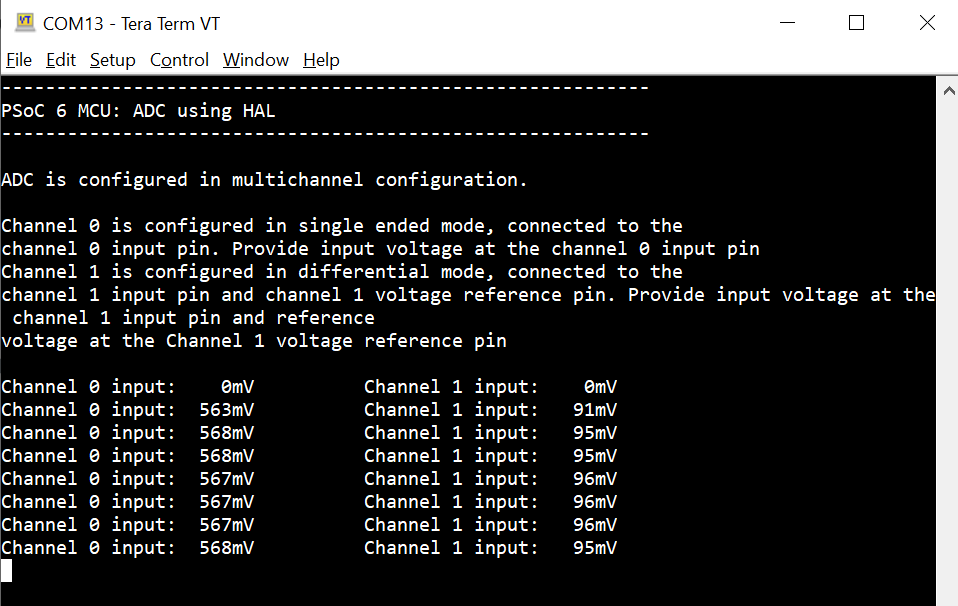 COM13 - Tera Term VT
File Edit Setup Control Window Help
-----------------------------------------------------------
PSoC 6 MCU: ADC using HAL
-----------------------------------------------------------
ADC is configured in multichannel configuration.
Channel 0 is configured in single ended mode, connected to the
channel 0 input pin. Provide input voltage at the channel 0 input pin
Channel 1 is configured in differential mode, connected to the
channel 1 input pin and channel 1 voltage reference pin. Provide input voltage at the
channel 1 input pin and reference
voltage at the Channel 1 voltage reference pin
Channel 0 input:    0mV          Channel 1 input:    0mV
Channel 0 input:  563mV          Channel 1 input:   91mV
Channel 0 input:  568mV          Channel 1 input:   95mV
Channel 0 input:  568mV          Channel 1 input:   95mV
Channel 0 input:  567mV          Channel 1 input:   96mV
Channel 0 input:  567mV          Channel 1 input:   96mV
Channel 0 input:  567mV          Channel 1 input:   96mV
Channel 0 input:  568mV          Channel 1 input:   95mV